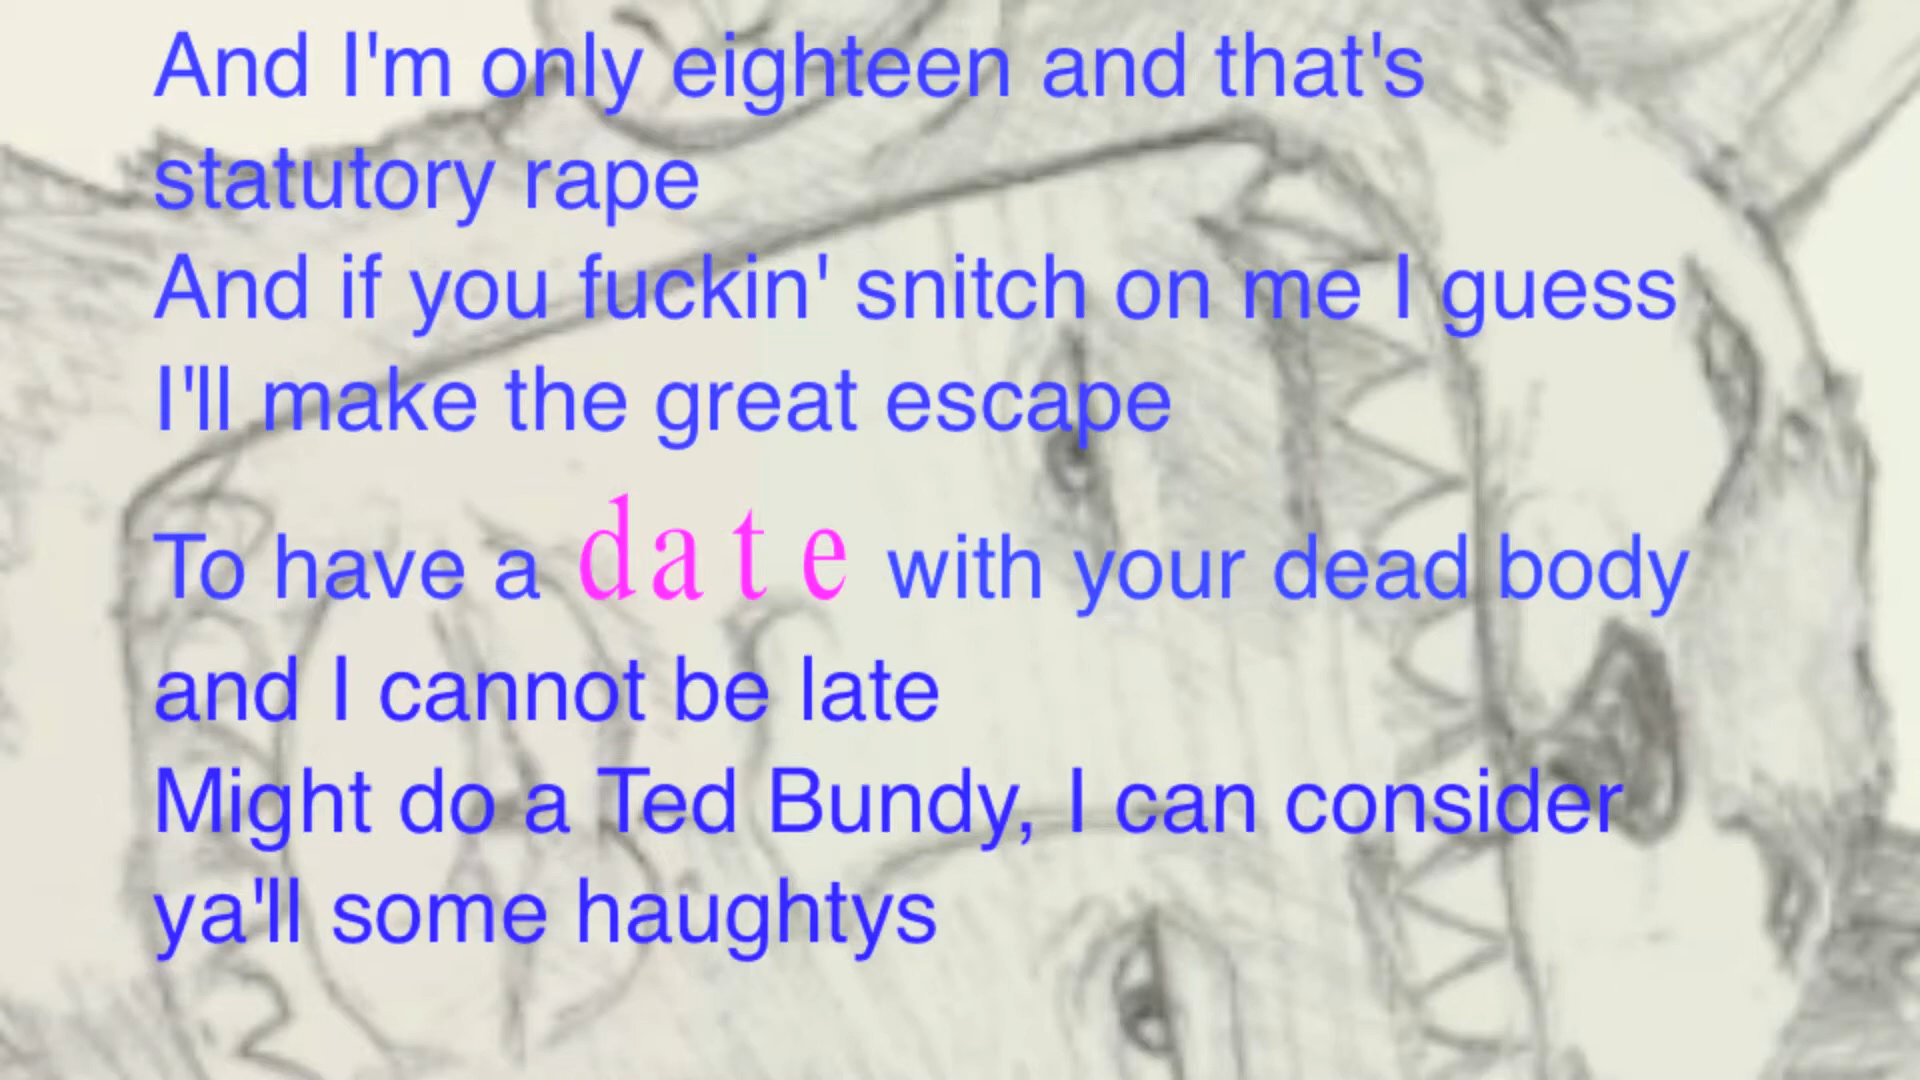 And I'm only eighteen and that's
statutory rape
And if you fuckin' snitch on me I guess
I'll make the great escape
To have a date with your dead body
and I cannot be late
Might do a Ted Bundy, I can consider
ya'll some haughtys